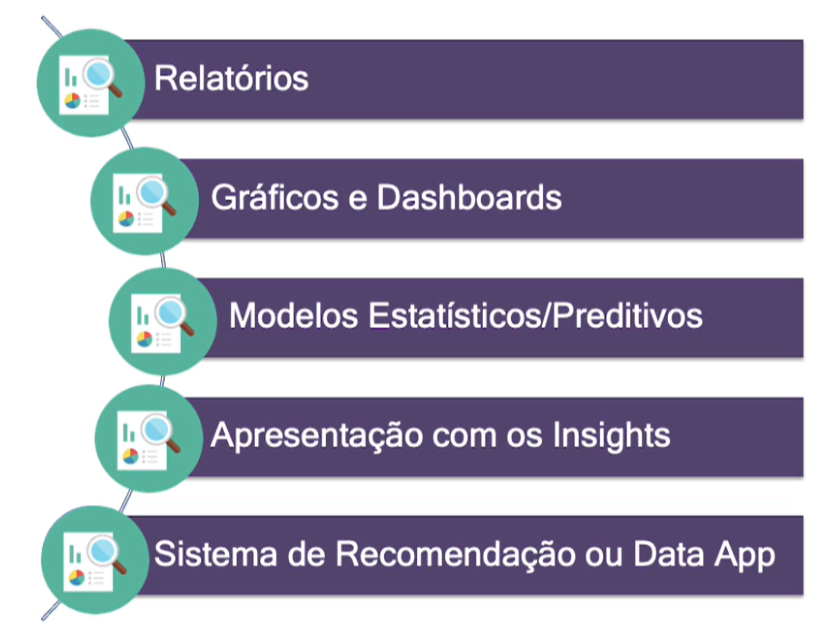 Relatórios
Gráficos e Dashboards
Modelos Estatísticos/Preditivos
Apresentação com os Insights
Sistema de Recomendação ou Data App